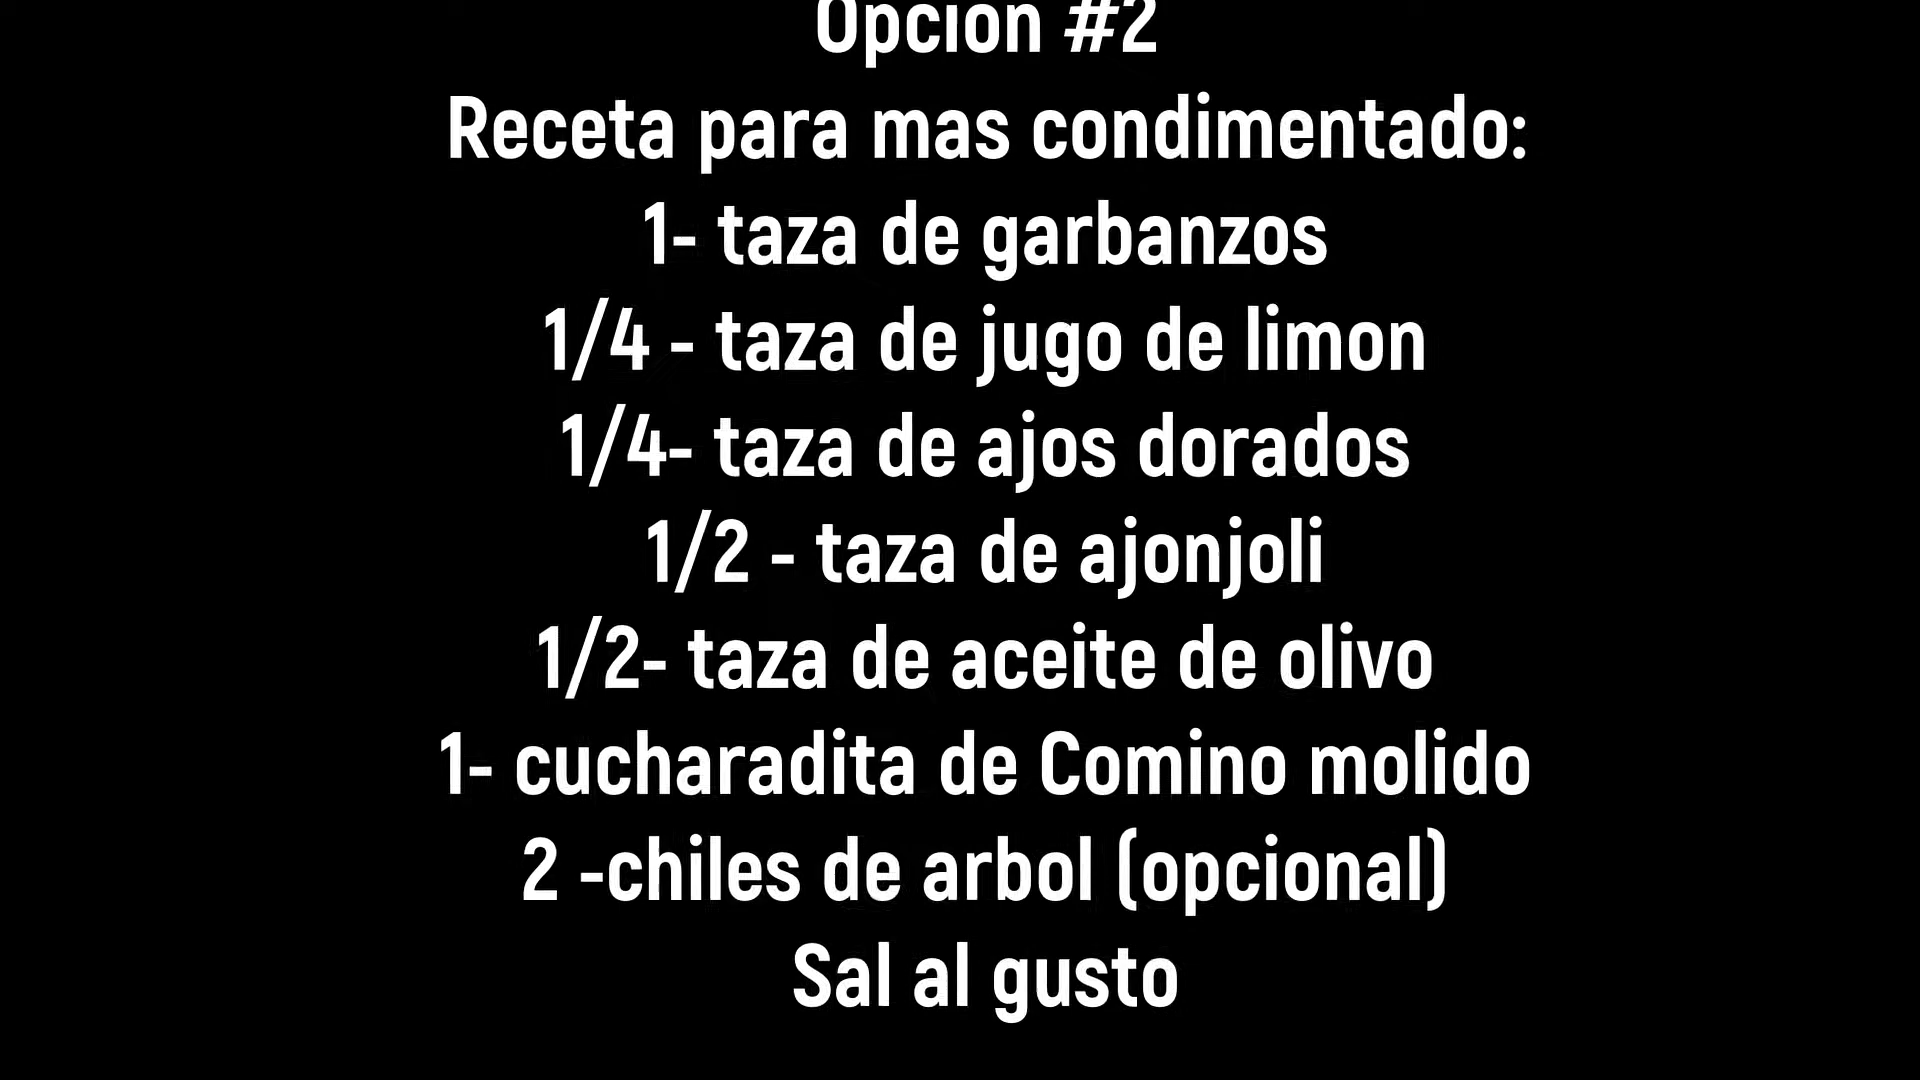 Opcion #2
Receta para mas condimentado:
1- taza de garbanzos
1/4 - taza de jugo de limon
1/4- taza de ajos dorados
1/2 - taza de ajonjoli
1/2- taza de aceite de olivo
1- cucharadita de Comino molido
2 -chiles de arbol (opcional)
Sal al gusto